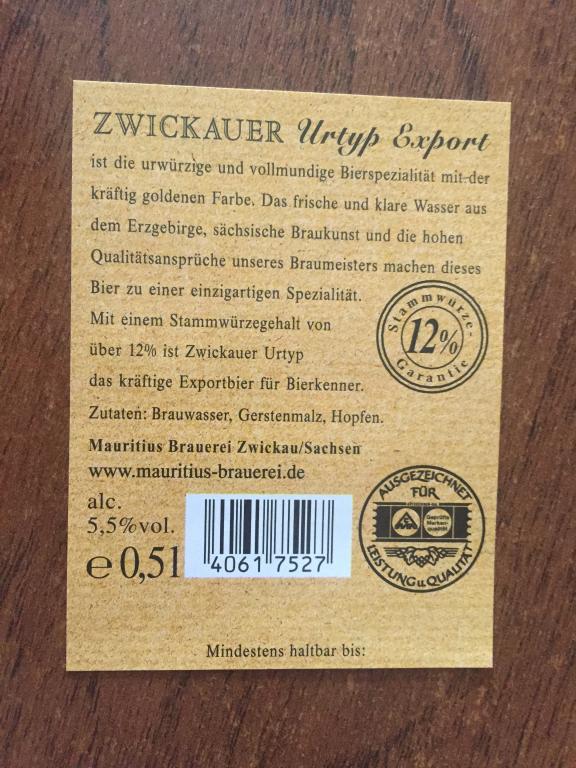 ZWICKAUER Urtyp Export
ist die urwürzige und vollmundige Bierspezialität mit der
kräftig goldenen Farbe. Das frische und klare Wasser aus
dem Erzgebirge, sächsische Braukunst und die hohen
Qualitätsansprüche unseres Braumeisters machen dieses
Bier zu einer einzigartigen Spezialität.
Mit einem Stammwürzegehalt von
über 12% ist Zwickauer Urtyp
das kräftige Exportbier für Bierkenner.
Stammwürze-
12%
Garantie
Zutaten: Brauwasser, Gerstenmalz, Hopfen.
Mauritius Brauerei Zwickau/Sachsen
www.mauritius-brauerei.de
alc.
5,5%vol.
e 0,5l
4061 7527
AUSGEZEICHNET
FÜR
Geprüfte
Marken-
qualität
LEISTUNG u. QUALITÄT
Mindestens haltbar bis: